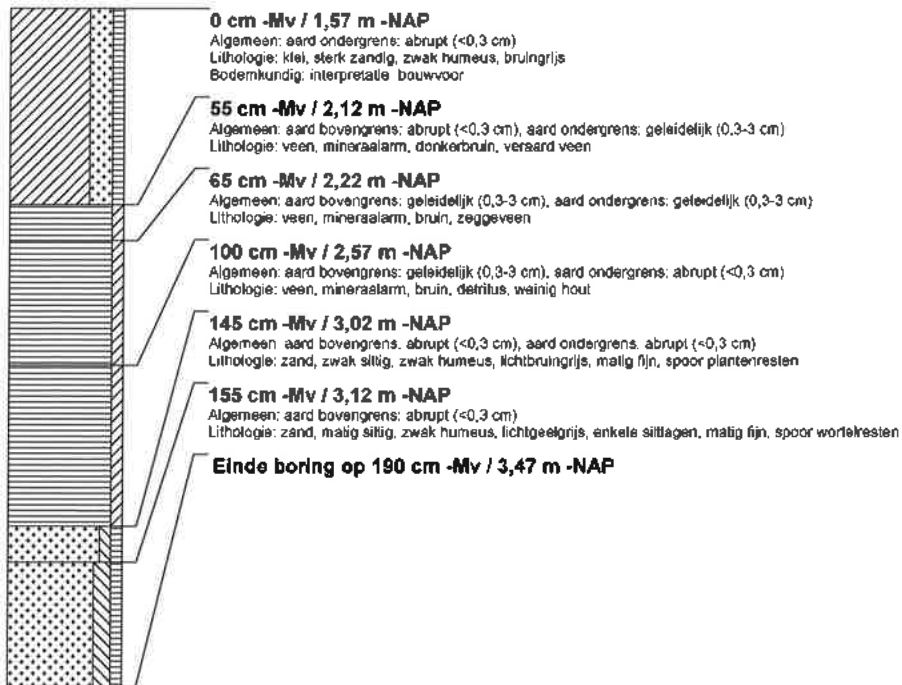 0 cm -Mv / 1,57 m -NAP
Algemeen: aard ondergrens: abrupt (<0,3 cm)
Lithologie: klei, sterk zandig, zwak humeus, bruingrijs
Bodemkundig: interpretatie bouwvoor
55 cm -Mv / 2,12 m -NAP
Algemeen: aard bovengrens: abrupt (<0,3 cm), aard ondergrens: geleidelijk (0,3-3 cm)
Lithologie: veen, mineraalarm, donkerbruin, veraard veen
65 cm -Mv / 2,22 m -NAP
Algemeen: aard bovengrens: geleidelijk (0,3-3 cm), aard ondergrens: geleidelijk (0,3-3 cm)
Lithologie: veen, mineraalarm, bruin, zeggeveen
100 cm -Mv / 2,57 m -NAP
Algemeen: aard bovengrens: geleidelijk (0,3-3 cm), aard ondergrens: abrupt (<0,3 cm)
Lithologie: veen, mineraalarm, bruin, detritus, weinig hout
145 cm -Mv / 3,02 m -NAP
Algemeen: aard bovengrens: abrupt (<0,3 cm), aard ondergrens: abrupt (<0,3 cm)
Lithologie: zand, zwak siltig, zwak humeus, lichtbruingrijs, matig fijn, spoor plantenresten
155 cm -Mv / 3,12 m -NAP
Algemeen: aard bovengrens: abrupt (<0,3 cm)
Lithologie: zand, matig siltig, zwak humeus, lichtgeelgrijs, enkele siltlagen, matig fijn, spoor wortelresten
Einde boring op 190 cm -Mv / 3,47 m -NAP